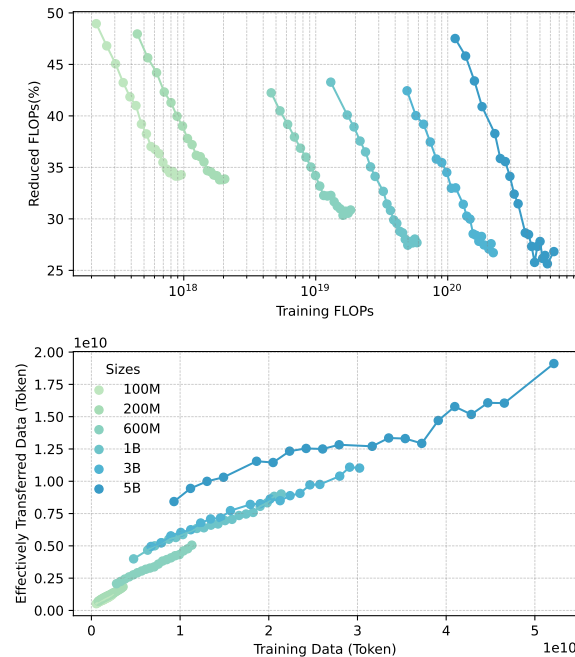 50
45
40
35
30
25
Reduced FLOPs(%)
10^18
10^19
10^20
Training FLOPs
1e10
2.00
1.75
1.50
1.25
1.00
0.75
0.50
0.25
0.00
Effectively Transferred Data (Token)
Sizes
100M
200M
600M
1B
3B
5B
0
1
2
3
4
5
1e10
Training Data (Token)